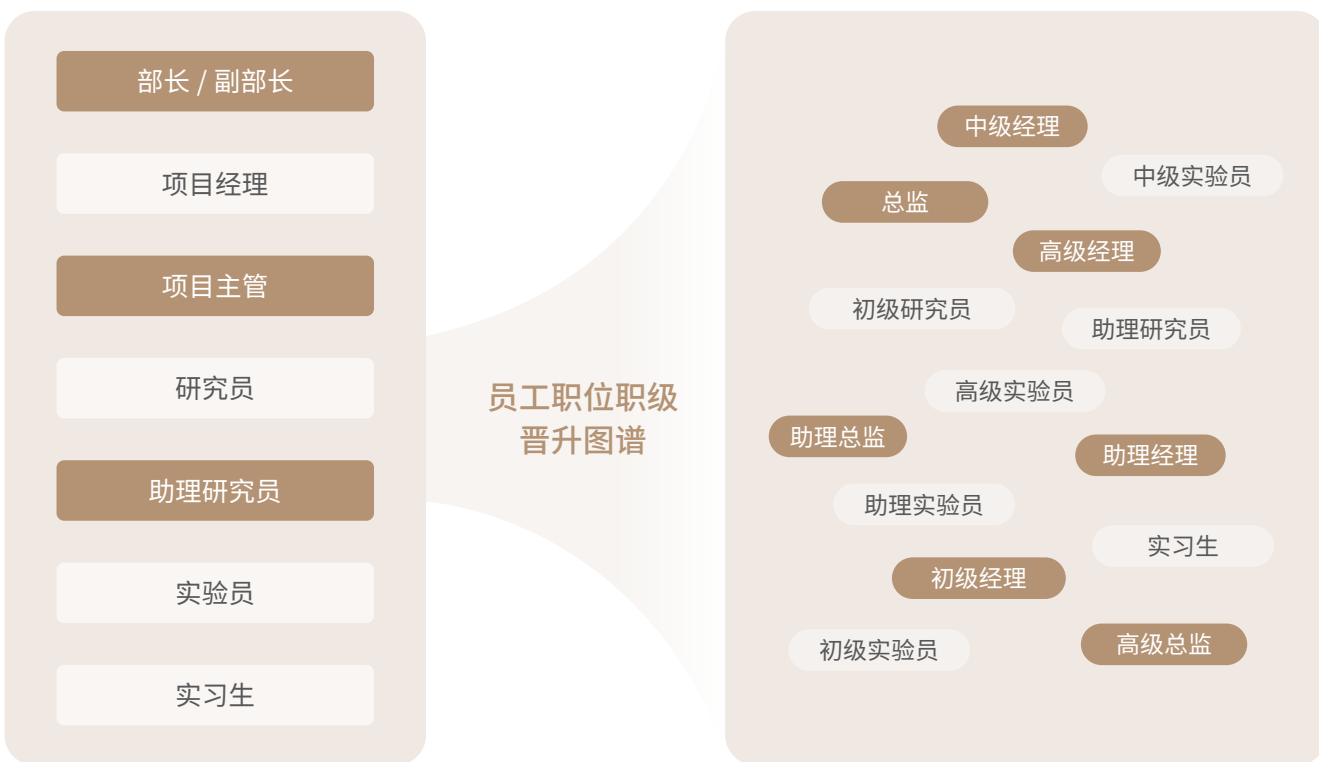 部长 / 副部长
项目经理
项目主管
研究员
助理研究员
实验员
实习生
员工职位职级
晋升图谱
中级经理
中级实验员
总监
高级经理
初级研究员
助理研究员
高级实验员
助理总监
助理经理
助理实验员
实习生
初级经理
初级实验员
高级总监